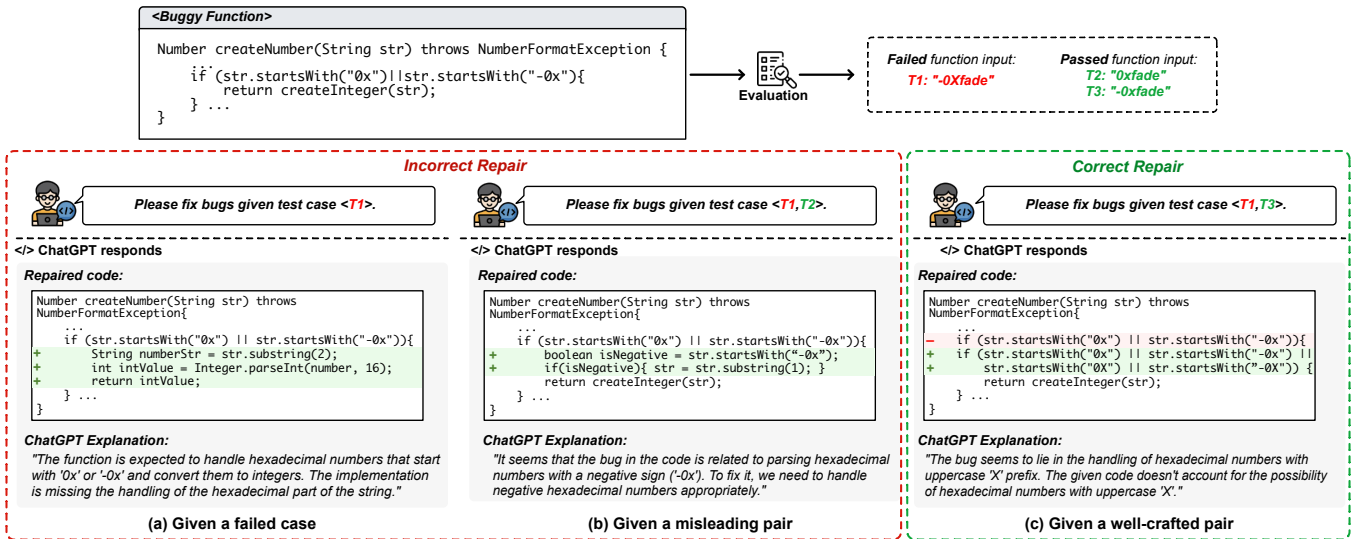 <Buggy Function>
Number createNumber(String str) throws NumberFormatException {
...
if (str.startsWith("0x")||str.startsWith("-0x"){
return createInteger(str);
} ...
}
Evaluation
Failed function input:
T1: "-0Xfade"
Passed function input:
T2: "0xfade"
T3: "-0xfade"
Incorrect Repair
Please fix bugs given test case <T1>.
</> ChatGPT responds
Repaired code:
Number createNumber(String str) throws
NumberFormatException{
...
if (str.startsWith("0x") || str.startsWith("-0x")){
+ String numberStr = str.substring(2);
+ int intValue = Integer.parseInt(number, 16);
+ return intValue;
} ...
}
ChatGPT Explanation:
"The function is expected to handle hexadecimal numbers that start
with '0x' or '-0x' and convert them to integers. The implementation
is missing the handling of the hexadecimal part of the string."
(a) Given a failed case
Please fix bugs given test case <T1,T2>.
</> ChatGPT responds
Repaired code:
Number createNumber(String str) throws
NumberFormatException{
...
if (str.startsWith("0x") || str.startsWith("-0x")){
+ boolean isNegative = str.startsWith(“-0x”);
+ if(isNegative){ str = str.substring(1); }
return createInteger(str);
} ...
}
ChatGPT Explanation:
"It seems that the bug in the code is related to parsing hexadecimal
numbers with a negative sign ('-0x'). To fix it, we need to handle
negative hexadecimal numbers appropriately."
(b) Given a misleading pair
Correct Repair
Please fix bugs given test case <T1,T3>.
</> ChatGPT responds
Repaired code:
Number createNumber(String str) throws
NumberFormatException{
...
− if (str.startsWith("0x") || str.startsWith("-0x")){
+ if (str.startsWith("0x") || str.startsWith("-0x") ||
+ str.startsWith("0X") || str.startsWith(”-0X")) {
return createInteger(str);
} ...
}
ChatGPT Explanation:
"The bug seems to lie in the handling of hexadecimal numbers with
uppercase 'X' prefix. The given code doesn't account for the possibility
of hexadecimal numbers with uppercase 'X'."
(c) Given a well-crafted pair